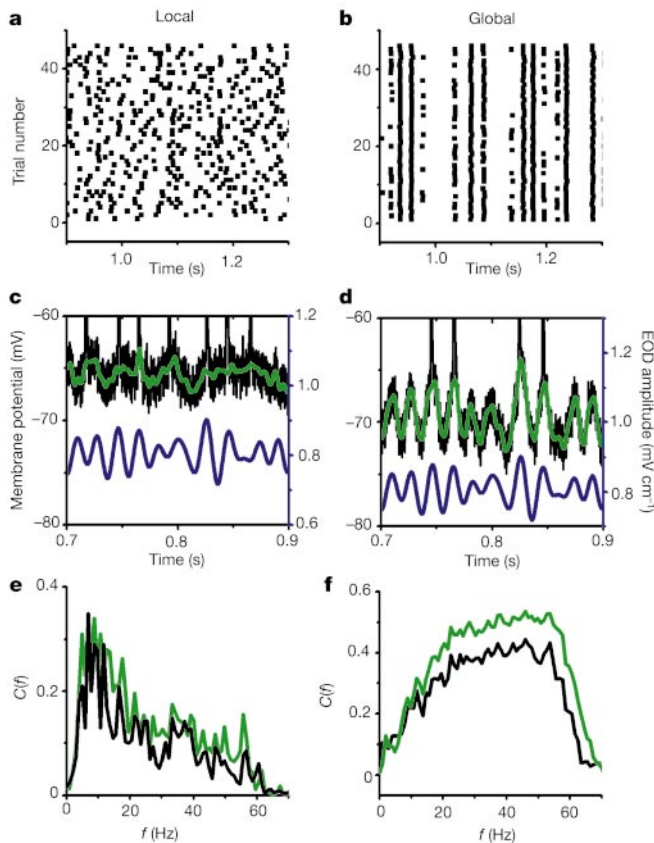 a
Local
b
Global
Trial number
40
20
0
1.0
1.2
Time (s)
40
20
0
1.0
1.2
Time (s)
c
Membrane potential (mV)
−60
−70
−80
1.2
1.0
0.8
0.6
0.7
0.8
0.9
Time (s)
d
−60
−70
−80
1.2
1.0
0.8
EOD amplitude (mV cm⁻¹)
0.7
0.8
0.9
Time (s)
e
C(f)
0.4
0.2
0
0
20
40
60
f (Hz)
f
C(f)
0.6
0.4
0.2
0
0
20
40
60
f (Hz)